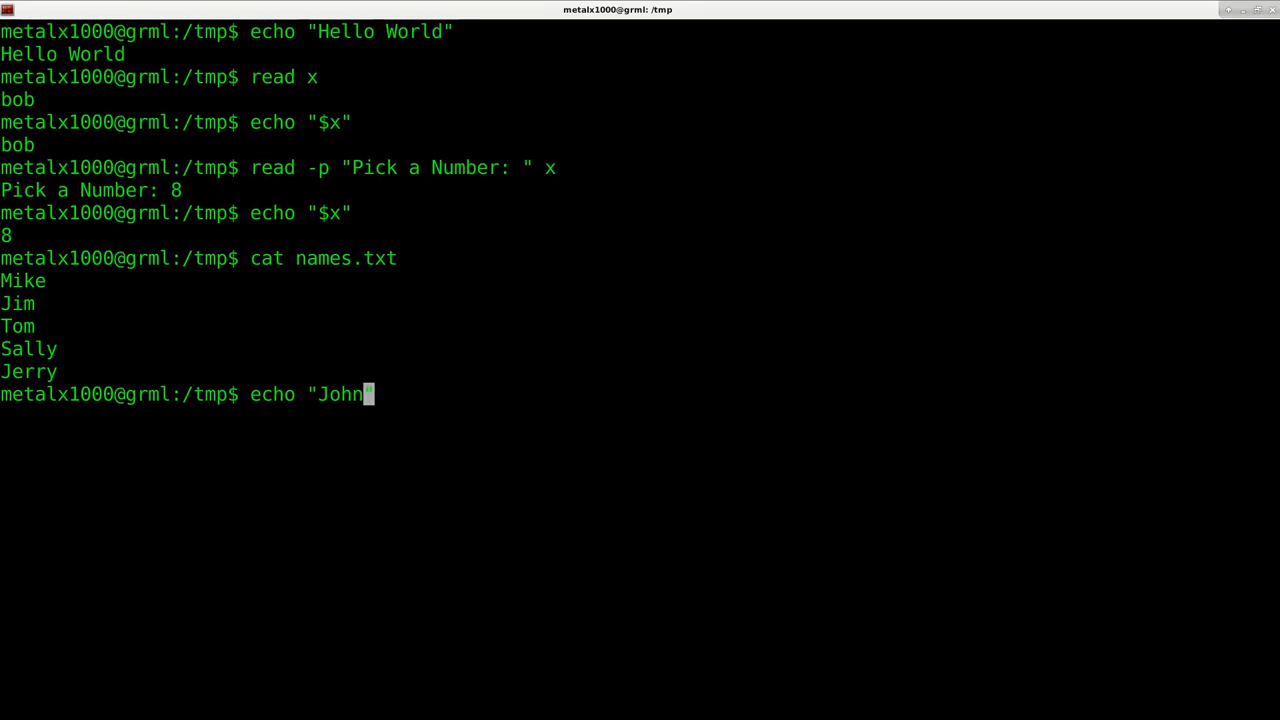 metalx1000@grml: /tmp
metalx1000@grml:/tmp$ echo "Hello World"
Hello World
metalx1000@grml:/tmp$ read x
bob
metalx1000@grml:/tmp$ echo "$x"
bob
metalx1000@grml:/tmp$ read -p "Pick a Number: " x
Pick a Number: 8
metalx1000@grml:/tmp$ echo "$x"
8
metalx1000@grml:/tmp$ cat names.txt
Mike
Jim
Tom
Sally
Jerry
metalx1000@grml:/tmp$ echo "John"